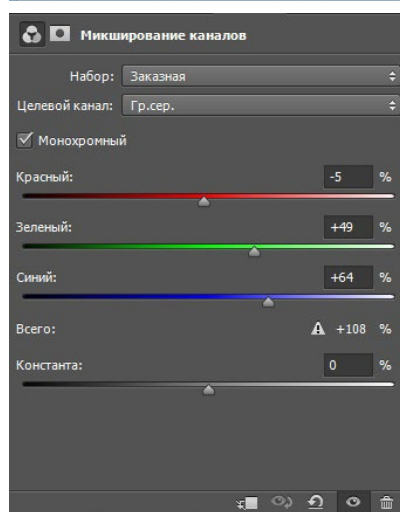 Микширование каналов
Набор: Заказная
Целевой канал: Гр.сер.
Монохромный
Красный: -5 %
Зеленый: +49 %
Синий: +64 %
Всего: +108 %
Константа: 0 %